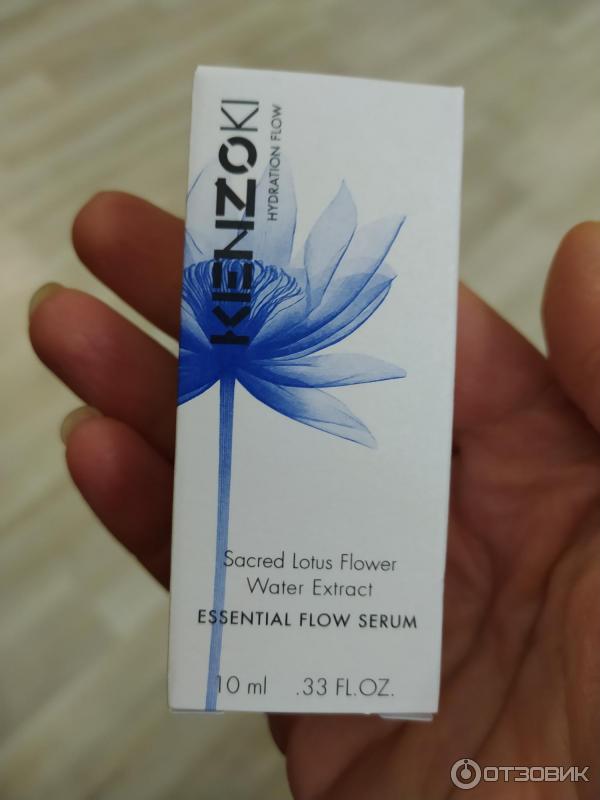 KENZOKI
HYDRATION FLOW
Sacred Lotus Flower
Water Extract
ESSENTIAL FLOW SERUM
10 ml .33 FL.OZ.
ОТЗОВИК